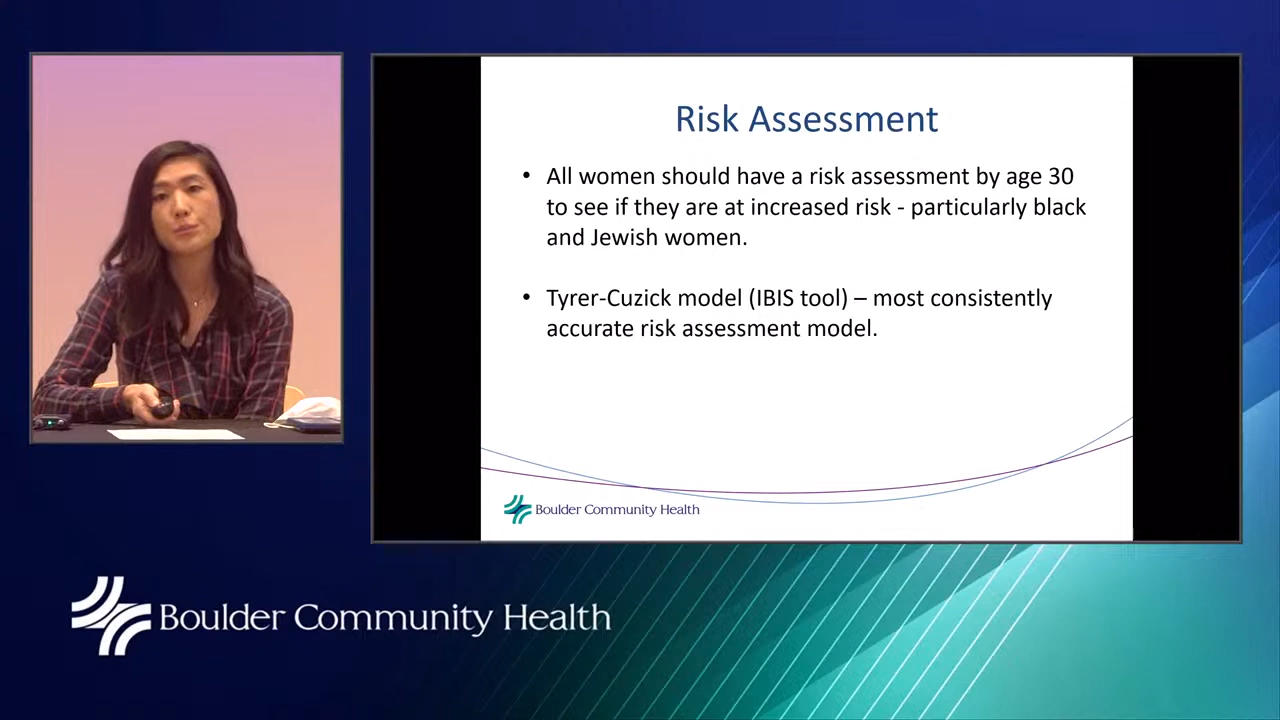 Risk Assessment
• All women should have a risk assessment by age 30
to see if they are at increased risk - particularly black
and Jewish women.
• Tyrer-Cuzick model (IBIS tool) – most consistently
accurate risk assessment model.
Boulder Community Health
Boulder Community Health